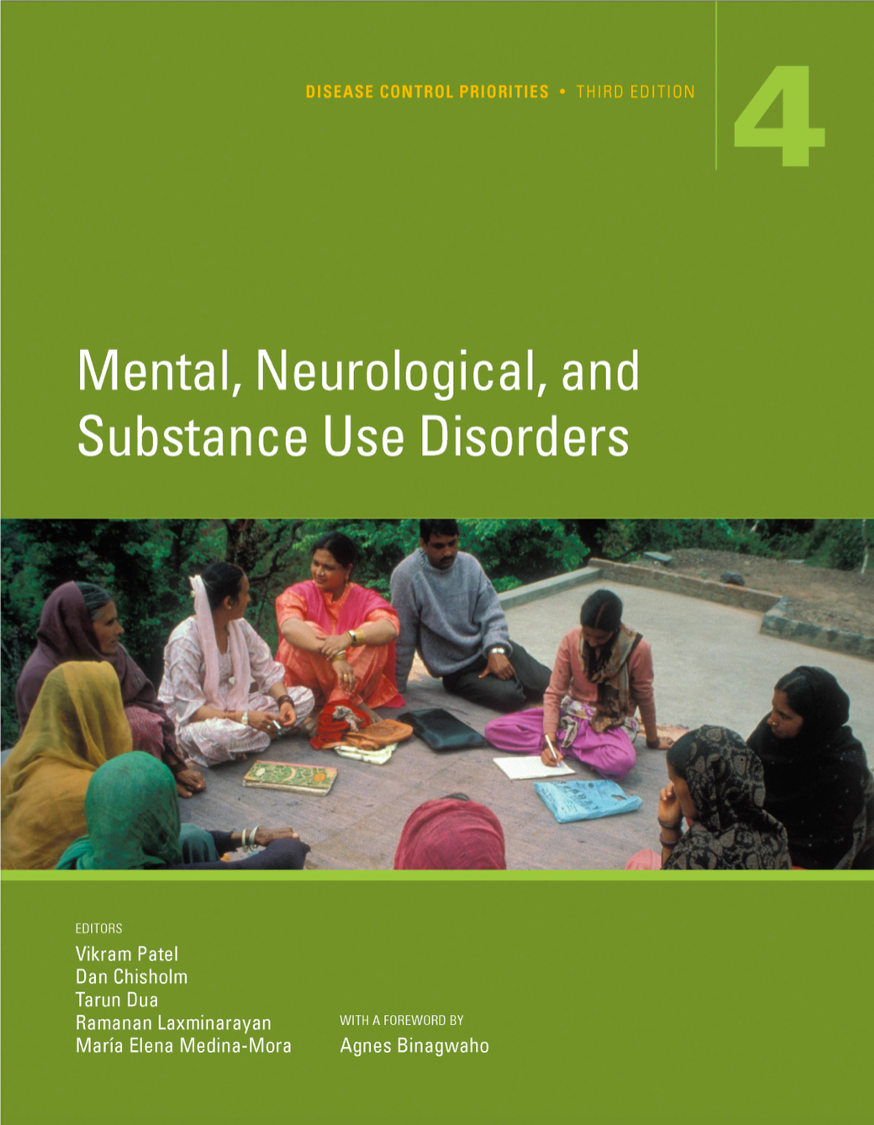 DISEASE CONTROL PRIORITIES • THIRD EDITION
4
Mental, Neurological, and
Substance Use Disorders
EDITORS
Vikram Patel
Dan Chisholm
Tarun Dua
Ramanan Laxminarayan
María Elena Medina-Mora
WITH A FOREWORD BY
Agnes Binagwaho